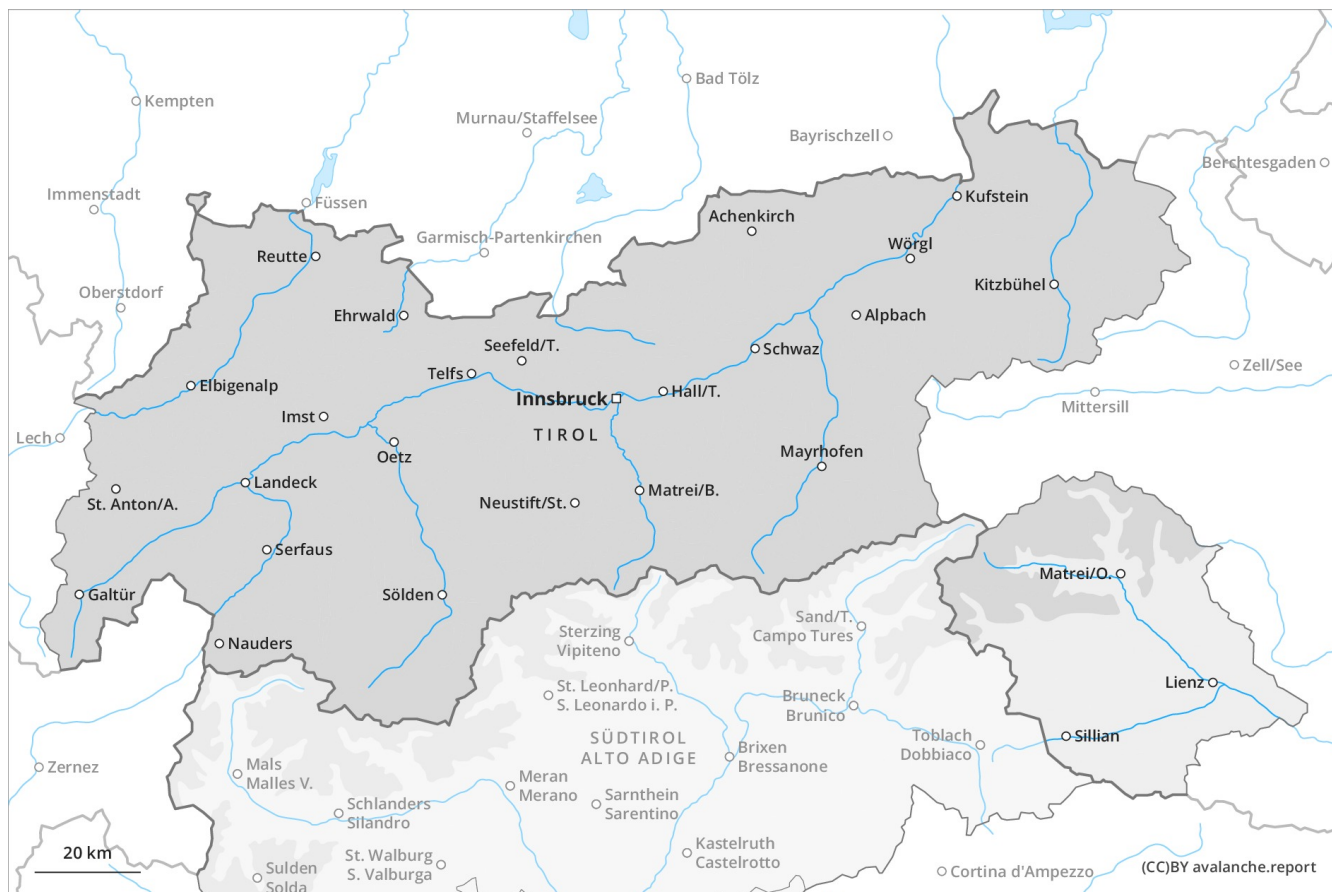 Kempten
Bad Tölz
Murnau/Staffelsee
Bayrischzell
Berchtesgaden
Immenstadt
Füssen
Kufstein
Achenkirch
Garmisch-Partenkirchen
Wörgl
Reutte
Kitzbühel
Oberstdorf
Ehrwald
Alpbach
Seefeld/T.
Schwaz
Zell/See
Telfs
Elbigenalp
Hall/T.
Innsbruck
Mittersill
Imst
TIROL
Lech
Oetz
Mayrhofen
Landeck
Matrei/B.
St. Anton/A.
Neustift/St.
Serfaus
Matrei/O.
Galtür
Sölden
Sand/T.
Campo Tures
Sterzing
Vipiteno
Nauders
Lienz
St. Leonhard/P.
S. Leonardo i. P.
Bruneck
Brunico
SÜDTIROL
ALTO ADIGE
Toblach
Dobbiaco
Sillian
Brixen
Bressanone
Zernez
Mals
Malles V.
Meran
Merano
Schlanders
Silandro
Sarnthein
Sarentino
Kastelruth
Castelrotto
20 km
St. Walburg
S. Valburga
Sulden
Solda
Cortina d'Ampezzo
(CC)BY avalanche.report